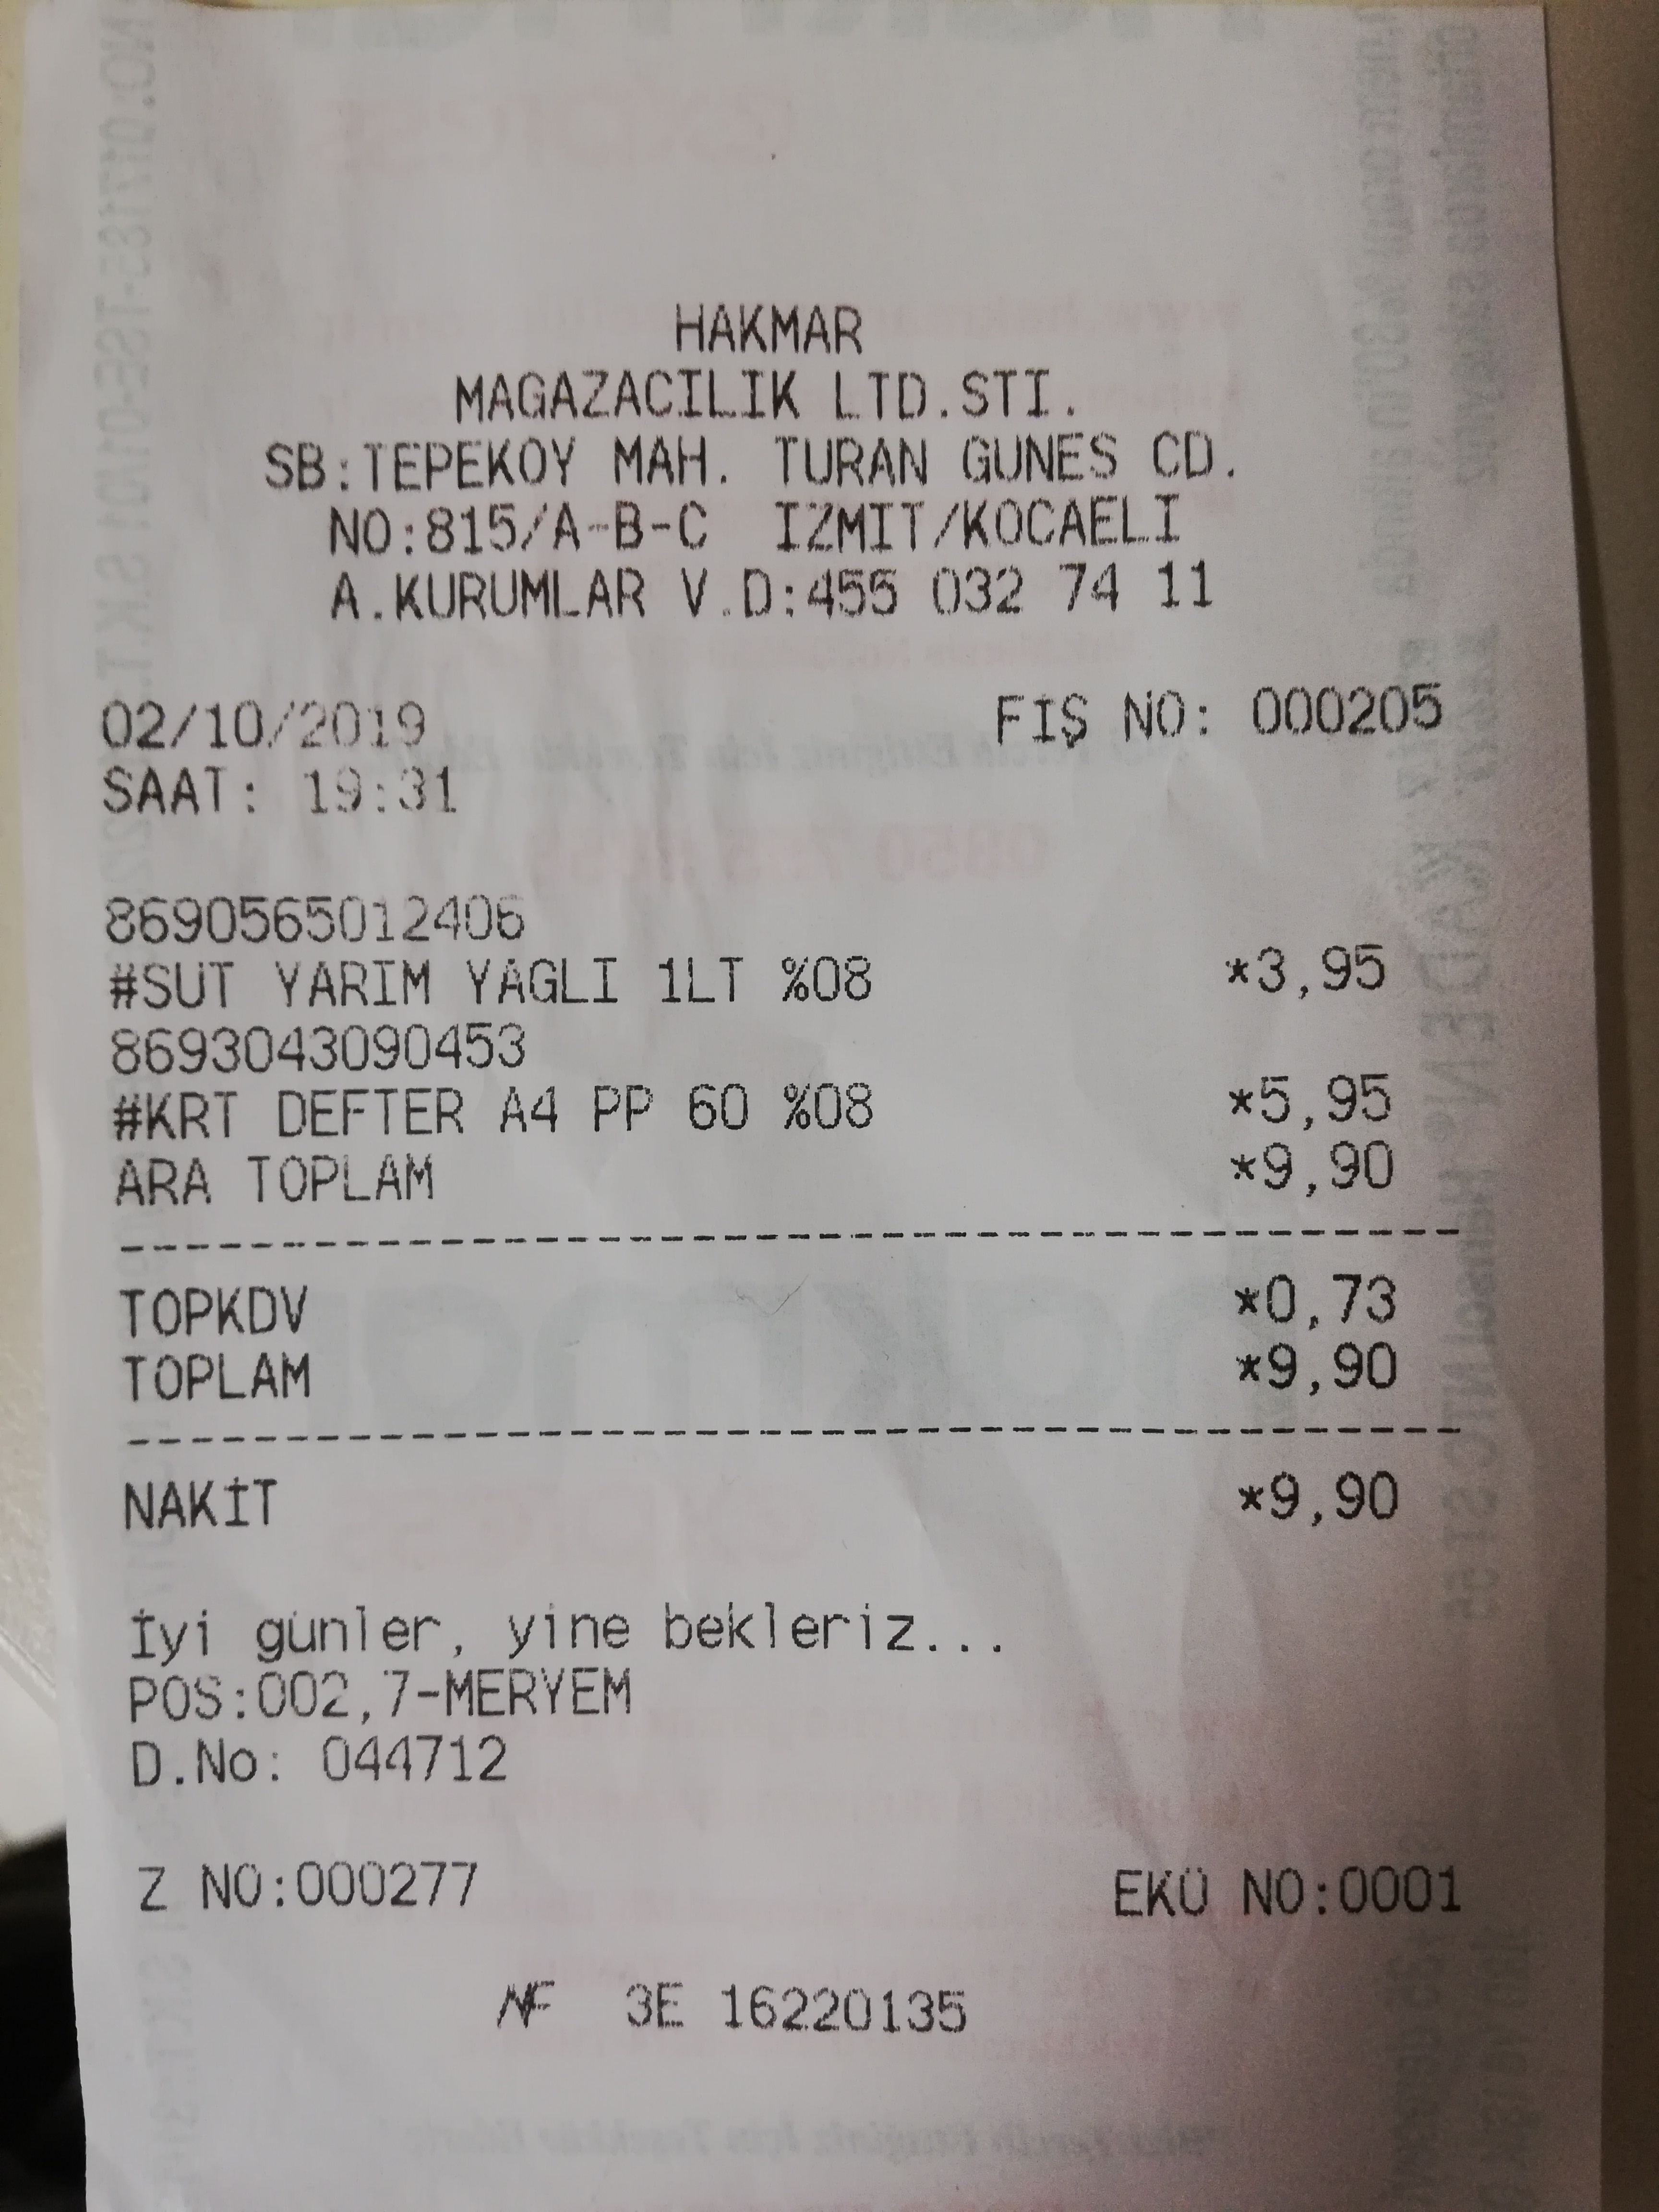 HAKMAR
MAGAZACILIK LTD.STI.
SB:TEPEKOY MAH. TURAN GUNES CD.
NO:815/A-B-C IZMIT/KOCAELI
A.KURUMLAR V.D:455 032 74 11
02/10/2019 FİŞ NO: 000205
SAAT: 19:31
8690565012406
#SUT YARIM YAGLI 1LT %08 *3,95
8693043090453
#KRT DEFTER A4 PP 60 %08 *5,95
ARA TOPLAM *9,90
TOPKDV *0,73
TOPLAM *9,90
NAKİT *9,90
İyi günler, yine bekleriz...
POS:002,7-MERYEM
D.No: 044712
Z NO:000277 EKÜ NO:0001
MF 3E 16220135